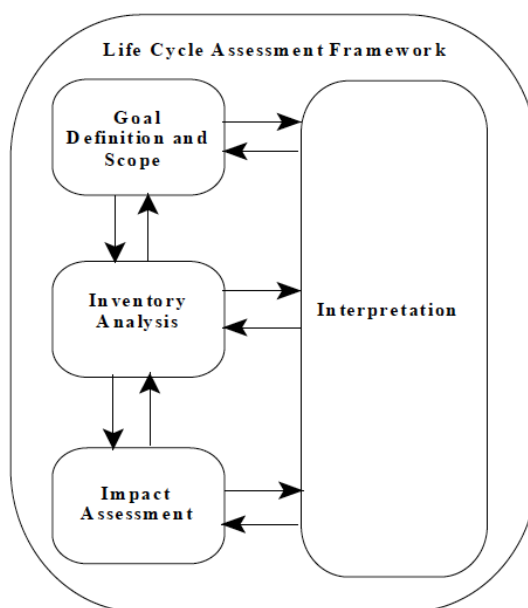 Life Cycle Assessment Framework
Goal
Definition and
Scope
Inventory
Analysis
Interpretation
Impact
Assessment